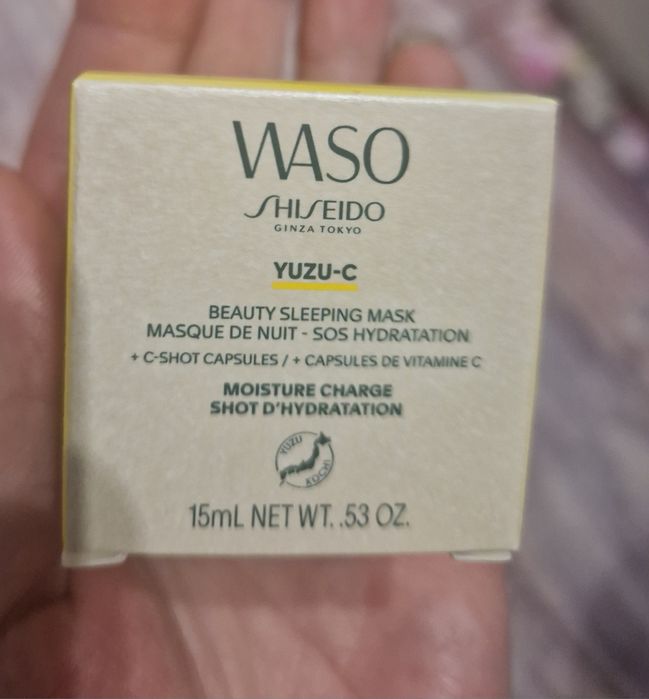 WASO
SHISEIDO
GINZA TOKYO
YUZU-C
BEAUTY SLEEPING MASK
MASQUE DE NUIT - SOS HYDRATATION
+ C-SHOT CAPSULES / + CAPSULES DE VITAMINE C
MOISTURE CHARGE
SHOT D'HYDRATATION
YUZU
KOCHI
15mL NET WT. .53 OZ.